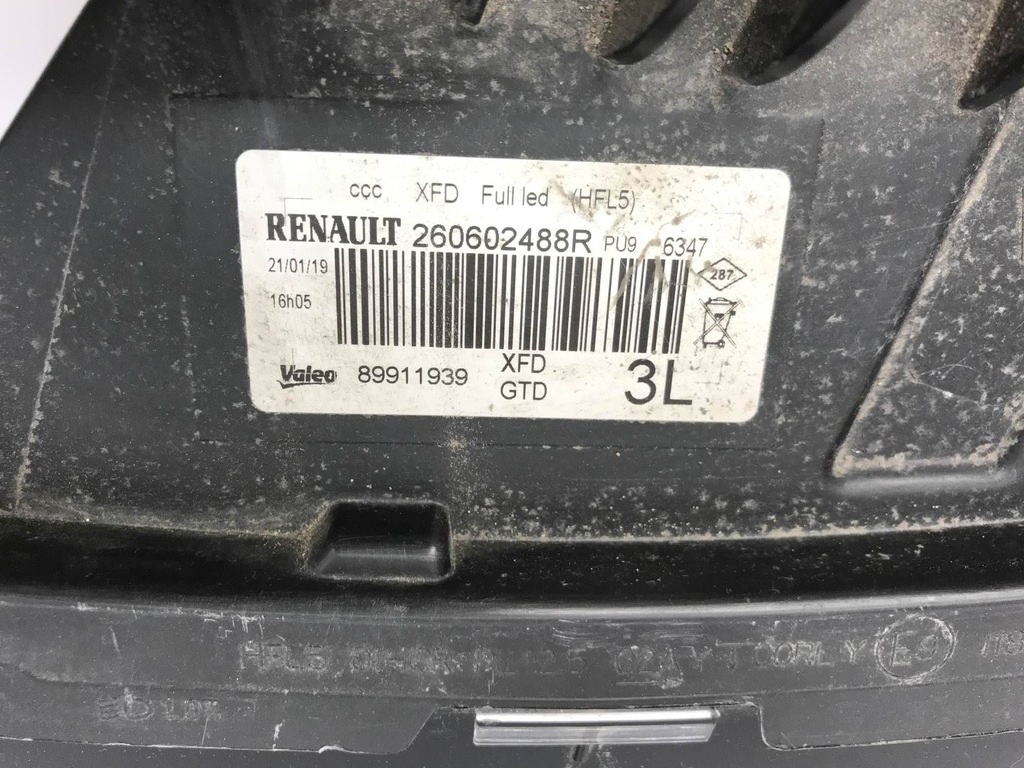 ccc XFD Full led (HFL5)
RENAULT 260602488R PU9 6347
21/01/19
287
16h05
Valeo 89911939 XFD
GTD
3L
HFL5